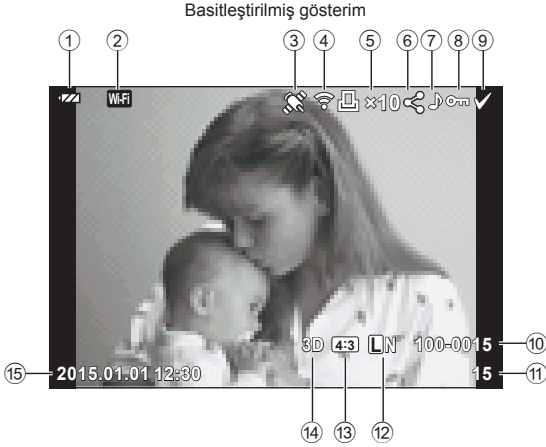 Basitleştirilmiş gösterim
① ② ③ ④ ⑤ ⑥ ⑦ ⑧ ⑨
Wi-Fi ×10
3D 4:3 LN 100-0015 ⑩
⑮ 2015.01.01 12:30 15 ⑪
⑭ ⑬ ⑫